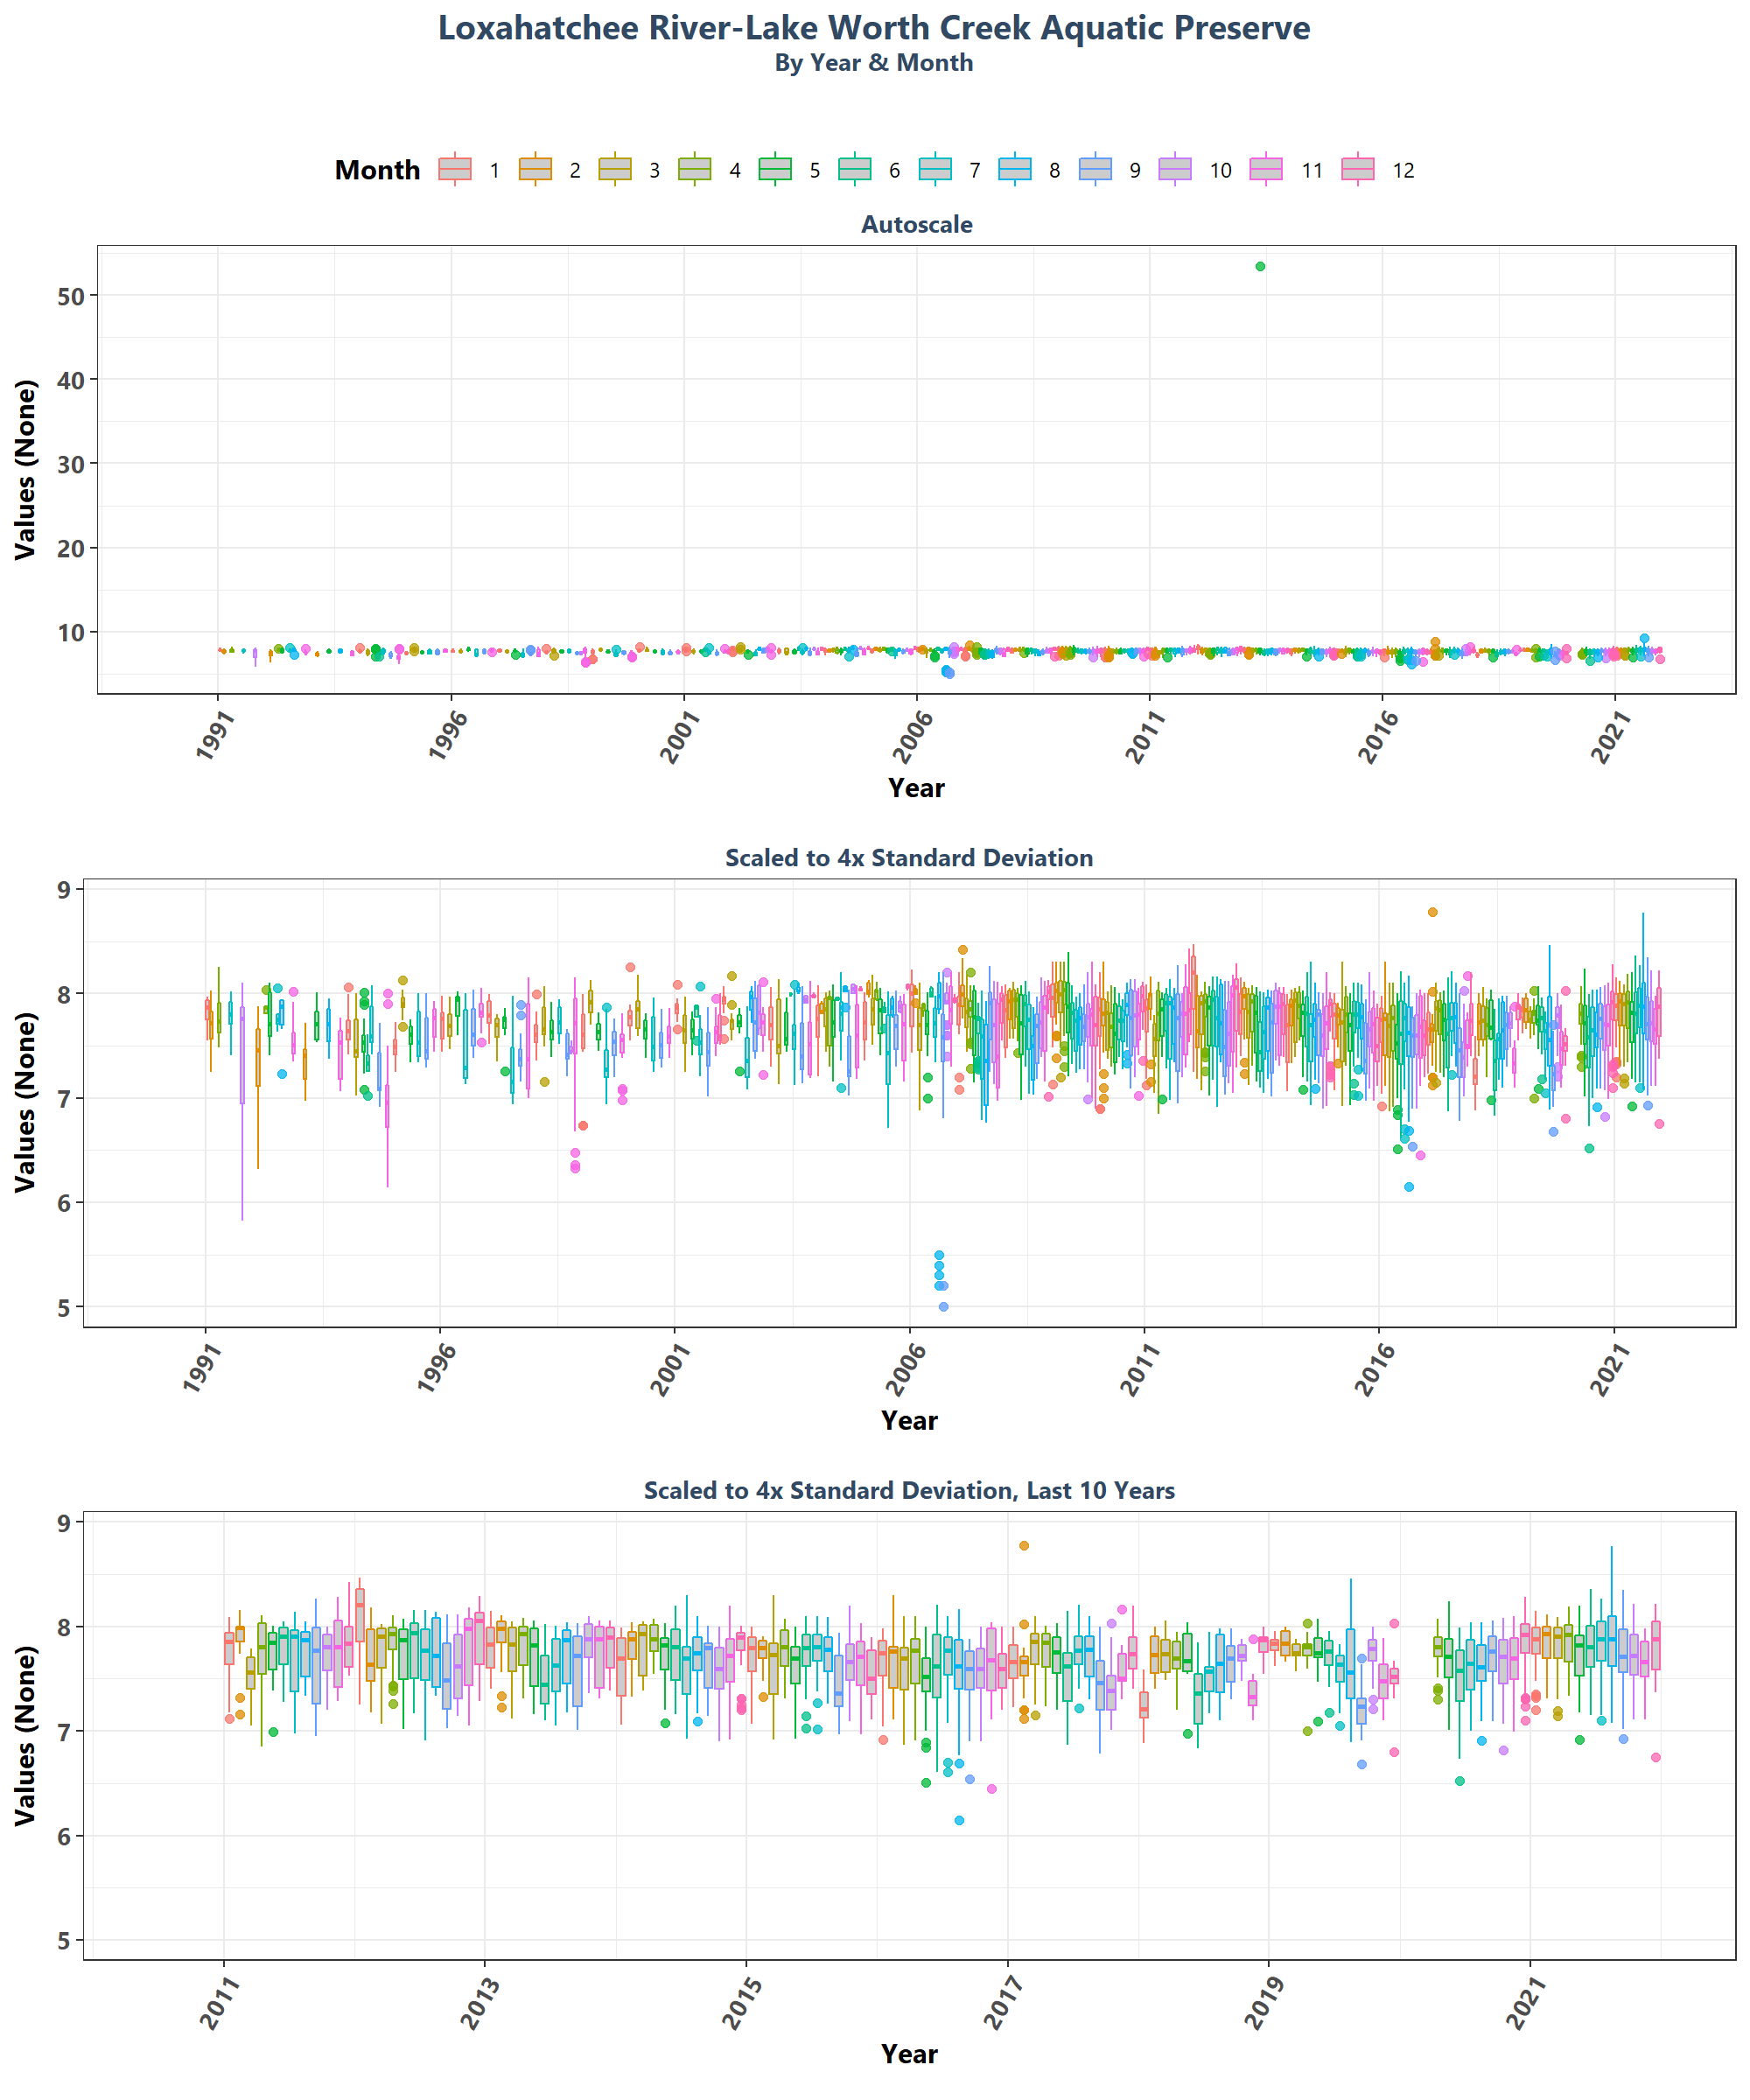 Loxahatchee River-Lake Worth Creek Aquatic Preserve
By Year & Month
Month 1 2 3 4 5 6 7 8 9 10 11 12
Autoscale
Values (None)
50
40
30
20
10
1991 1996 2001 2006 2011 2016 2021
Year
Scaled to 4x Standard Deviation
Values (None)
9
8
7
6
5
1991 1996 2001 2006 2011 2016 2021
Year
Scaled to 4x Standard Deviation, Last 10 Years
Values (None)
9
8
7
6
5
2011 2013 2015 2017 2019 2021
Year